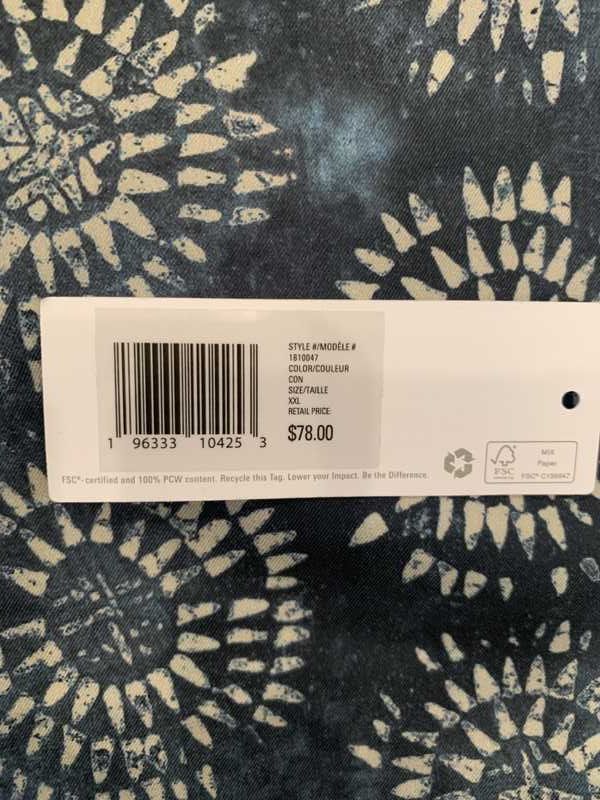 STYLE #/MODÈLE #
1810047
COLOR/COULEUR
CON
SIZE/TAILLE
XXL
RETAIL PRICE:
$78.00
1 96333 10425 3
FSC®-certified and 100% PCW content. Recycle this Tag. Lower your Impact. Be the Difference.
FSC
MIX
Paper